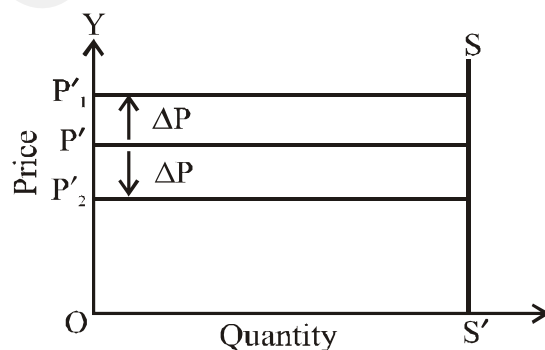 Y
S
P′₁
ΔP
P′
ΔP
P′₂
Price
O
Quantity
S′